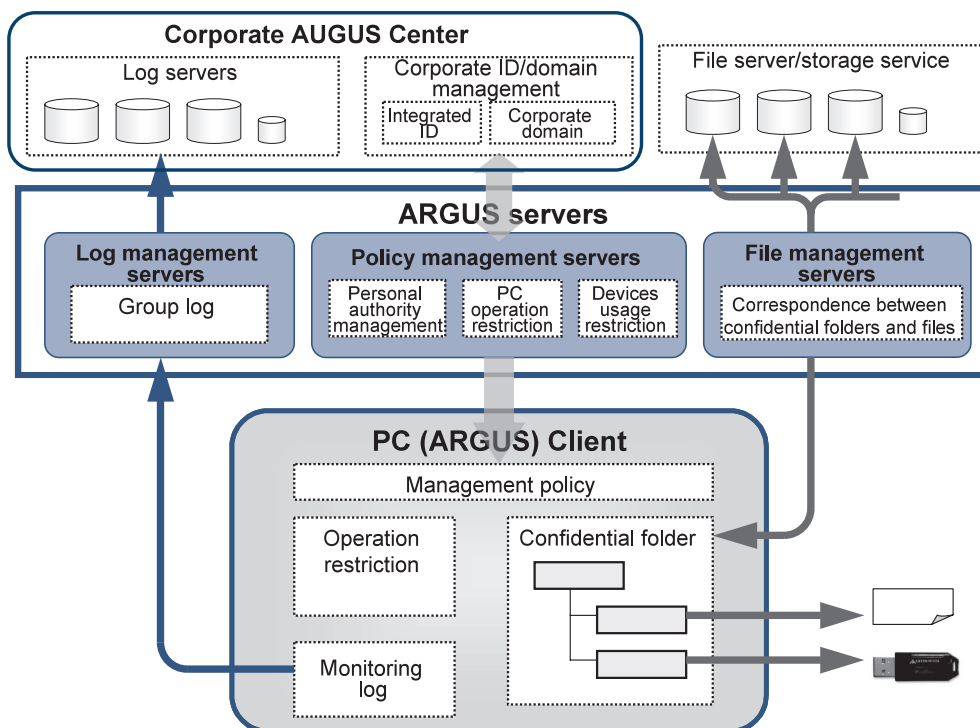 Corporate AUGUS Center
Log servers
Corporate ID/domain
management
Integrated
ID
Corporate
domain
File server/storage service
ARGUS servers
Log management
servers
Group log
Policy management servers
Personal
authority
management
PC
operation
restriction
Devices
usage
restriction
File management
servers
Correspondence between
confidential folders and files
PC (ARGUS) Client
Management policy
Operation
restriction
Confidential folder
Monitoring
log